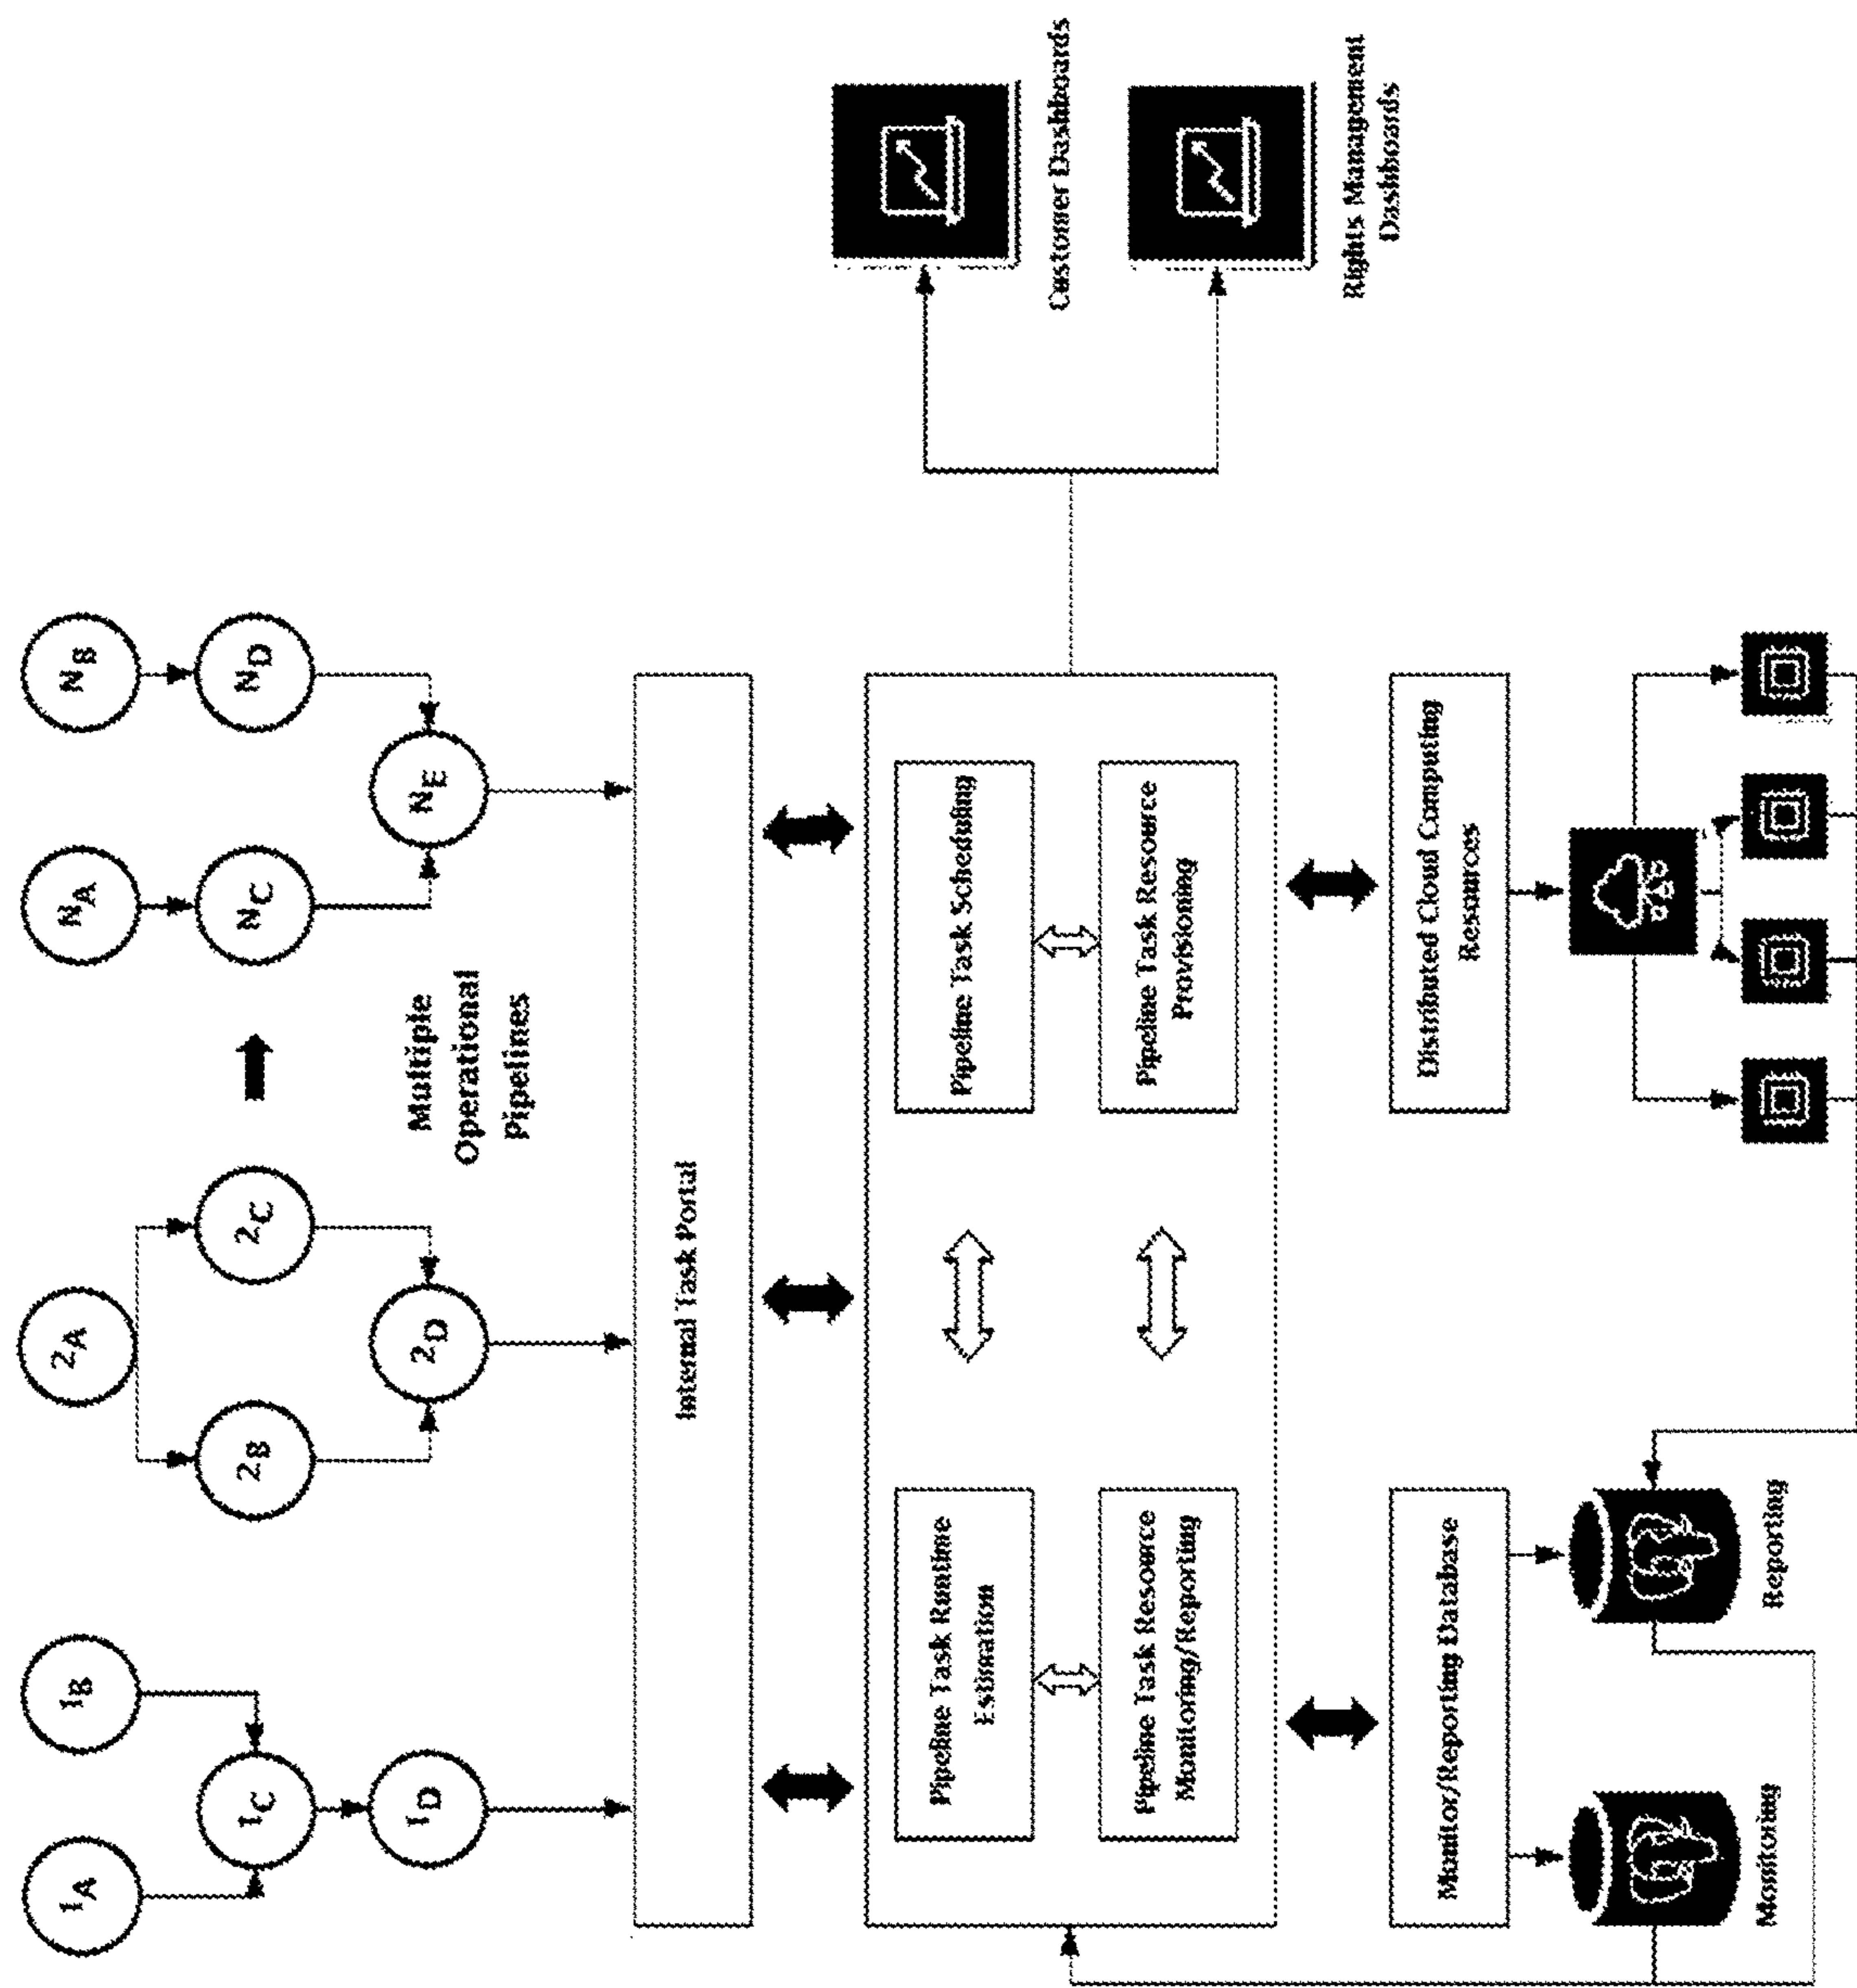 1A
1B
2A
NA
NB
1C
2B
2C
NC
ND
1D
2D
NE
Multiple
Operational
Pipelines
Internal Task Portal
Pipeline Task Runtime
Estimation
Pipeline Task Scheduling
Pipeline Task Resource
Monitoring/Reporting
Pipeline Task Resource
Provisioning
Customer Dashboards
Rights Management
Dashboards
Monitor/Reporting Database
Distributed Cloud Computing
Resources
Monitoring
Reporting